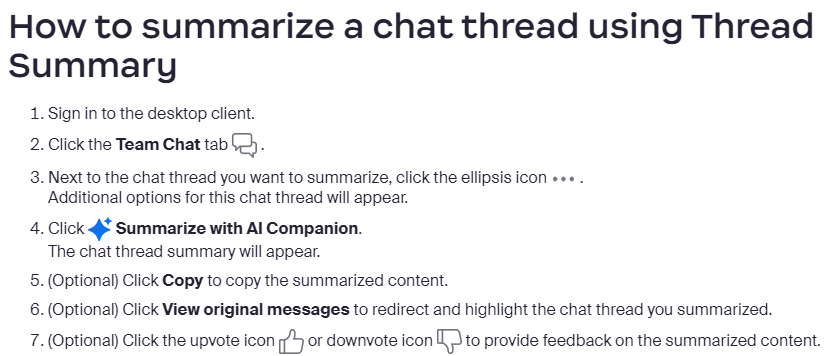 How to summarize a chat thread using Thread
Summary
1. Sign in to the desktop client.
2. Click the Team Chat tab .
3. Next to the chat thread you want to summarize, click the ellipsis icon ••• .
Additional options for this chat thread will appear.
4. Click Summarize with AI Companion.
The chat thread summary will appear.
5. (Optional) Click Copy to copy the summarized content.
6. (Optional) Click View original messages to redirect and highlight the chat thread you summarized.
7. (Optional) Click the upvote icon or downvote icon to provide feedback on the summarized content.